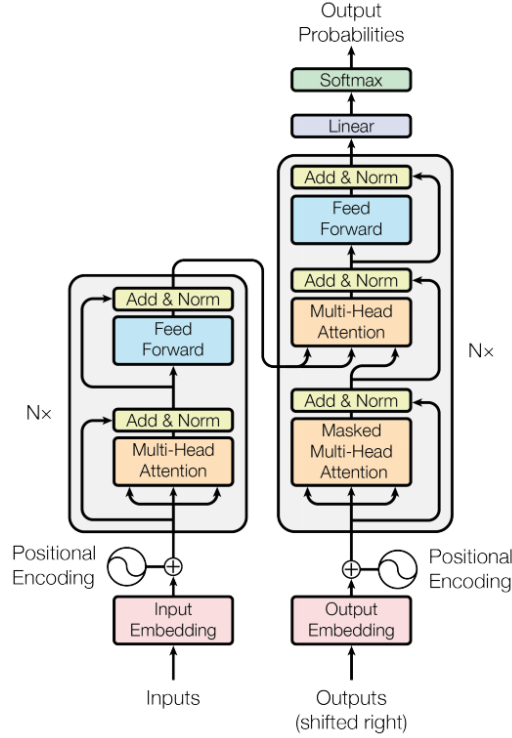 Output
Probabilities
Softmax
Linear
Add & Norm
Feed
Forward
Add & Norm
Multi-Head
Attention
Nx
Add & Norm
Masked
Multi-Head
Attention
Positional
Encoding
Output
Embedding
Outputs
(shifted right)
Add & Norm
Feed
Forward
N×
Add & Norm
Multi-Head
Attention
Positional
Encoding
Input
Embedding
Inputs